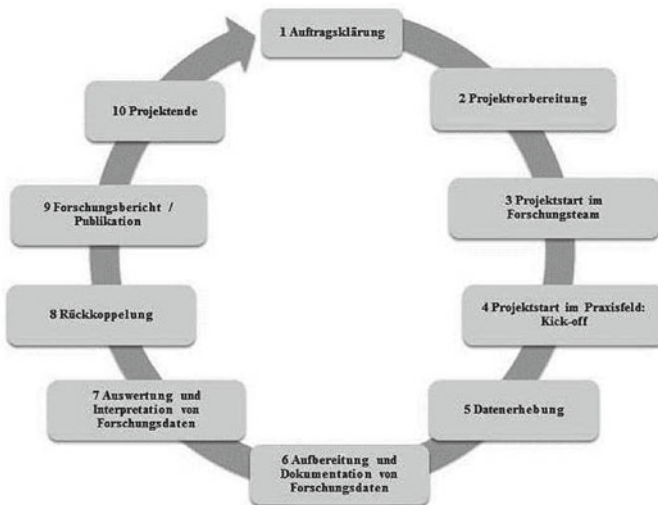 1 Auftragsklärung
2 Projektvorbereitung
3 Projektstart im
Forschungsteam
4 Projektstart im Praxisfeld:
Kick-off
5 Datenerhebung
6 Aufbereitung und
Dokumentation von
Forschungsdaten
7 Auswertung und
Interpretation von
Forschungsdaten
8 Rückkoppelung
9 Forschungsbericht /
Publikation
10 Projektende